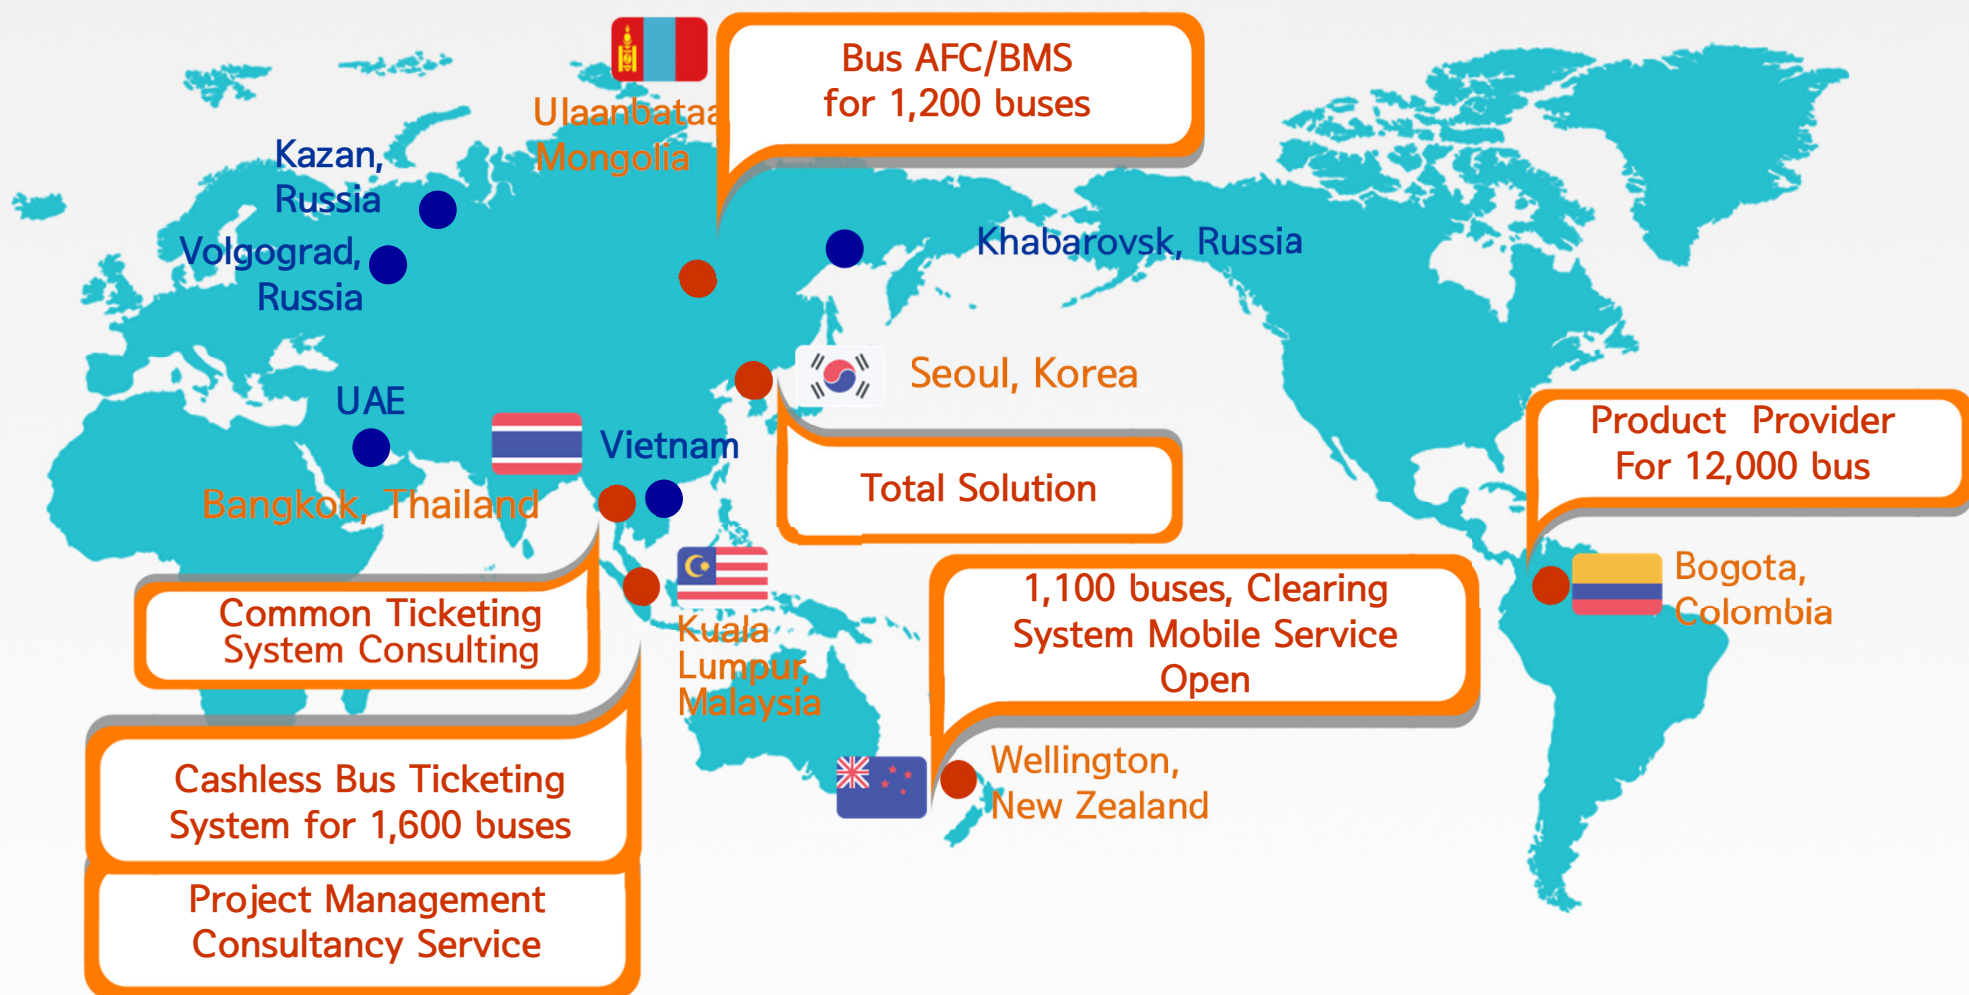 Bus AFC/BMS
for 1,200 buses
Ulaanbataa
Mongolia
Kazan,
Russia
Volgograd,
Russia
Khabarovsk, Russia
Seoul, Korea
Total Solution
UAE
Vietnam
Bangkok, Thailand
Common Ticketing
System Consulting
Kuala
Lumpur,
Malaysia
Cashless Bus Ticketing
System for 1,600 buses
Project Management
Consultancy Service
1,100 buses, Clearing
System Mobile Service
Open
Wellington,
New Zealand
Product Provider
For 12,000 bus
Bogota,
Colombia